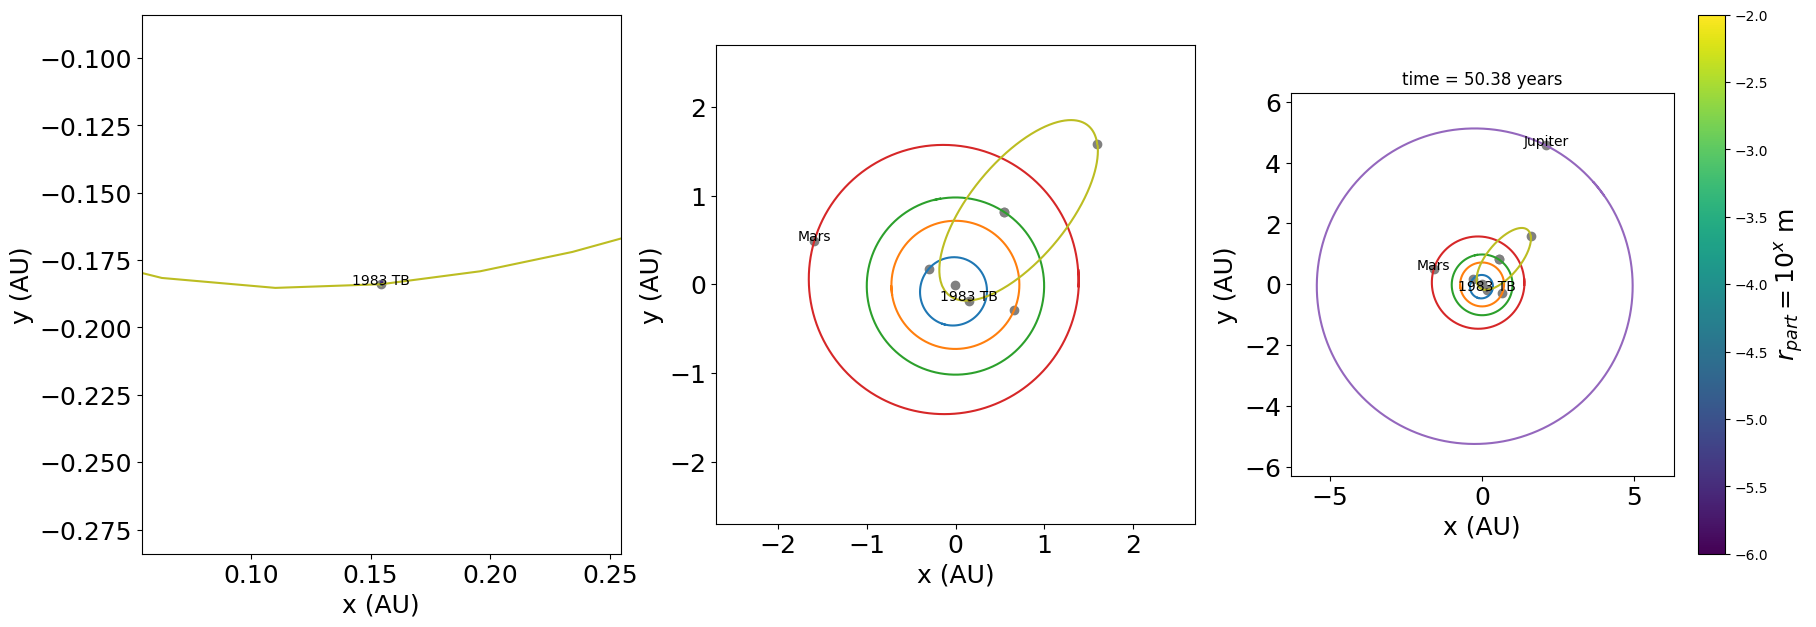 −0.100
−0.125
−0.150
−0.175
−0.200
−0.225
−0.250
−0.275
y (AU)
1983 TB
0.10 0.15 0.20 0.25
x (AU)
2
1
0
−1
−2
y (AU)
Mars
1983 TB
−2 −1 0 1 2
x (AU)
time = 50.38 years
6
4
2
0
−2
−4
−6
y (AU)
Jupiter
Mars
1983 TB
−5 0 5
x (AU)
−2.0
−2.5
−3.0
−3.5
−4.0
−4.5
−5.0
−5.5
−6.0
r_{part} = 10^x m